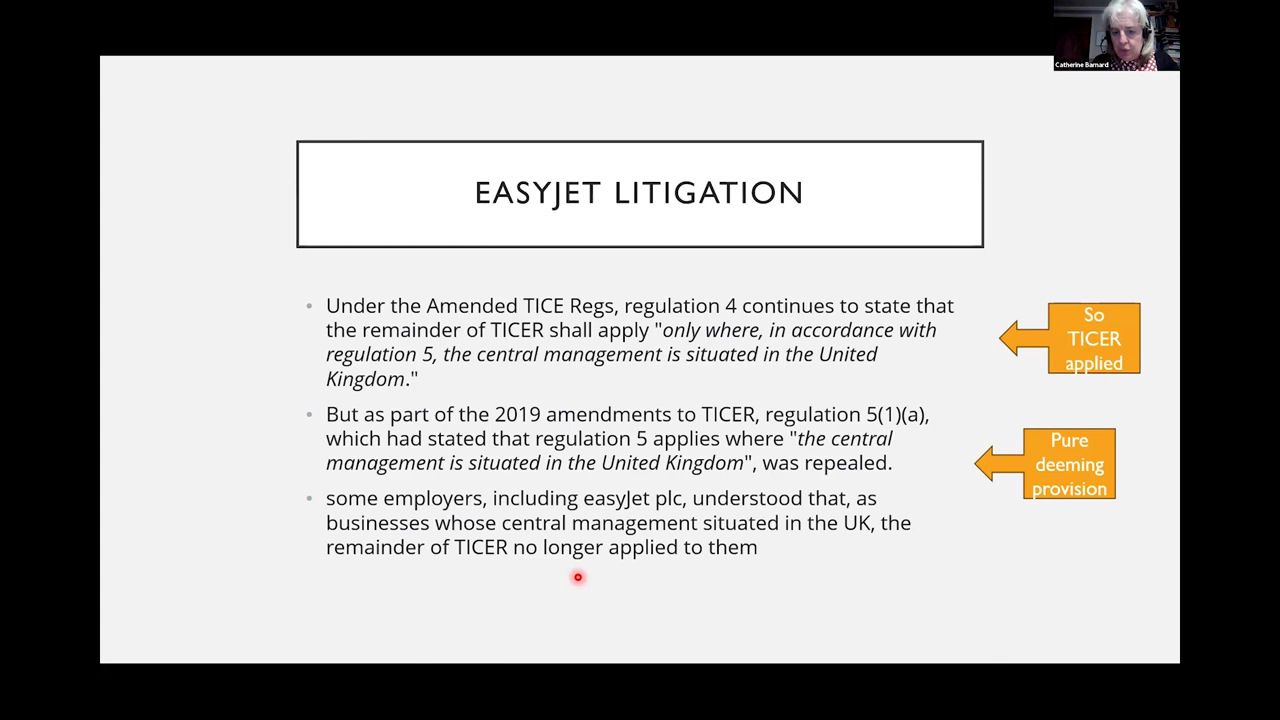 Catherine Barnard
EASYJET LITIGATION
• Under the Amended TICE Regs, regulation 4 continues to state that
the remainder of TICER shall apply "only where, in accordance with
regulation 5, the central management is situated in the United
Kingdom."
So
TICER
applied
• But as part of the 2019 amendments to TICER, regulation 5(1)(a),
which had stated that regulation 5 applies where "the central
management is situated in the United Kingdom", was repealed.
Pure
deeming
provision
• some employers, including easyJet plc, understood that, as
businesses whose central management situated in the UK, the
remainder of TICER no longer applied to them